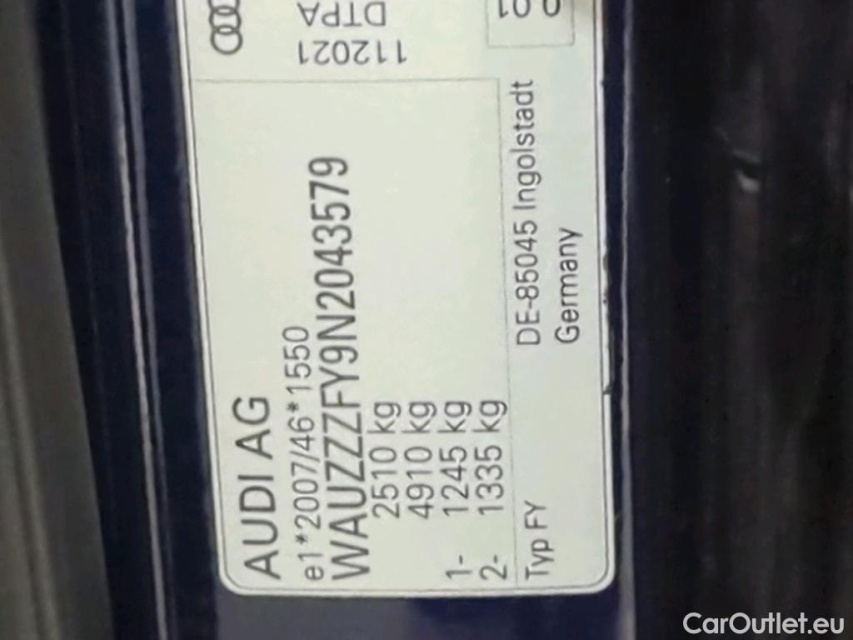 AUDI AG
e1*2007/46*1550
WAUZZZFY9N2043579
2510 kg
4910 kg
1- 1245 kg
2- 1335 kg
Typ FY
DE-85045 Ingolstadt
Germany
112021
DTPA
CarOutlet.eu